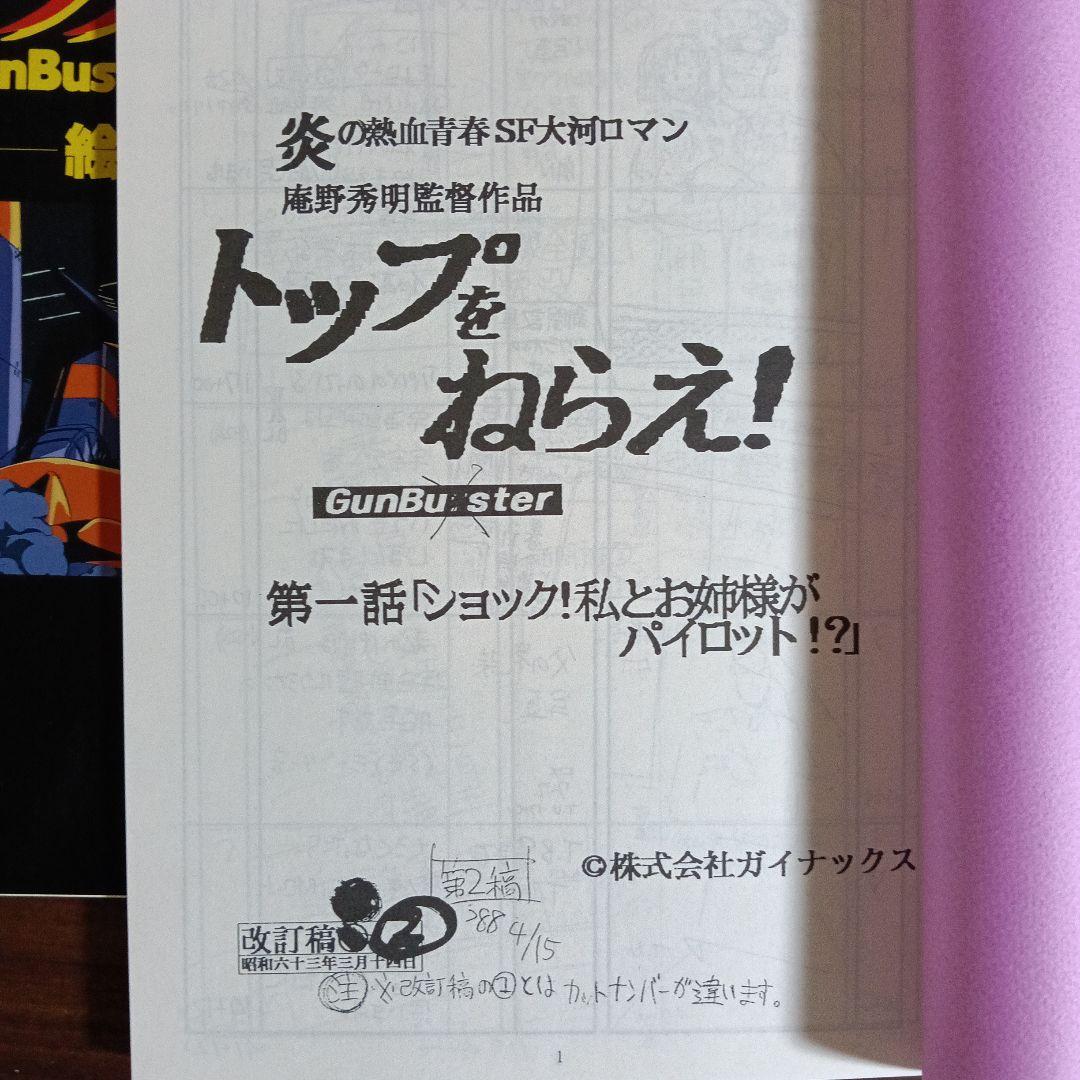 nBus
絵
炎の熱血青春SF大河ロマン
庵野秀明監督作品
トップを
ねらえ!
GunBuster
第一話「ショック!私とお姉様が
パイロット!?」
©株式会社ガイナックス
第2稿
'88 4/15
改訂稿 ②
昭和六十三年三月十四日
注 ※改訂稿の①とは カットナンバーが違います。
1